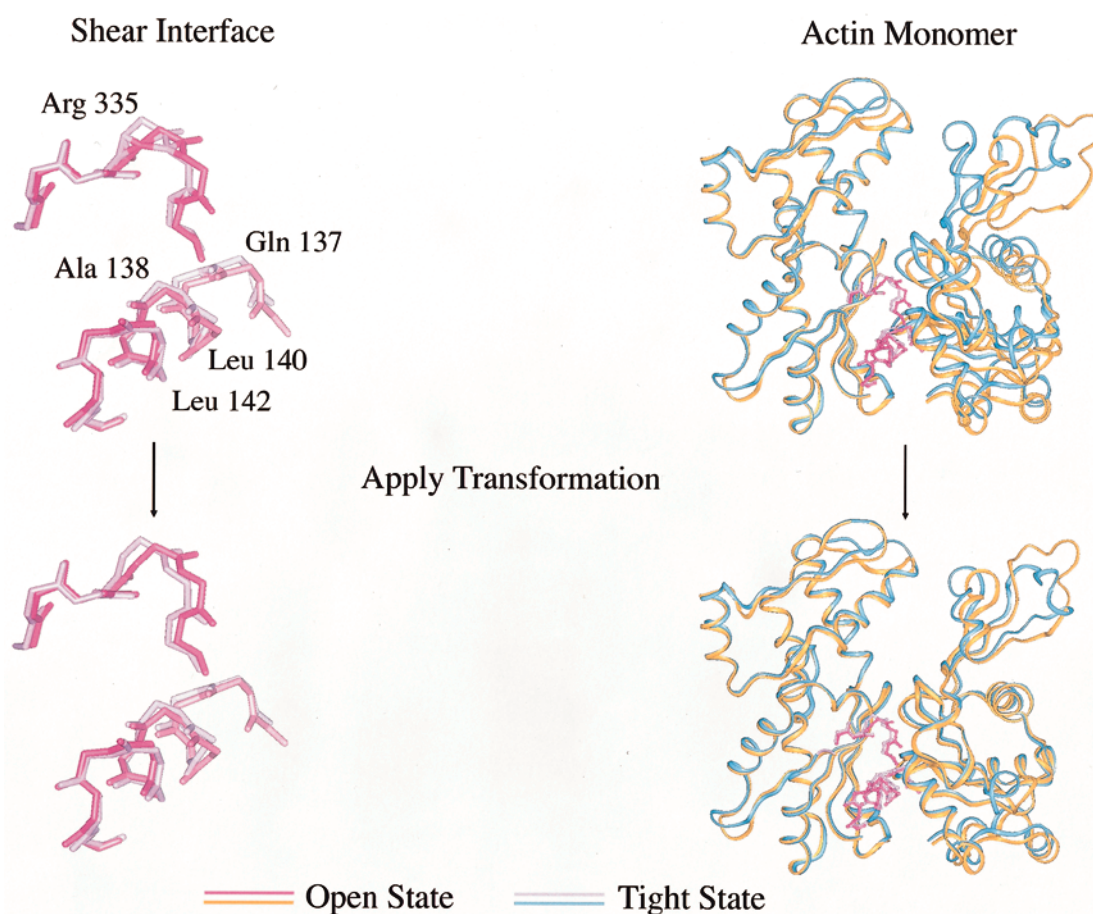 Shear Interface
Actin Monomer
Arg 335
Gln 137
Ala 138
Leu 140
Leu 142
Apply Transformation
Open State
Tight State